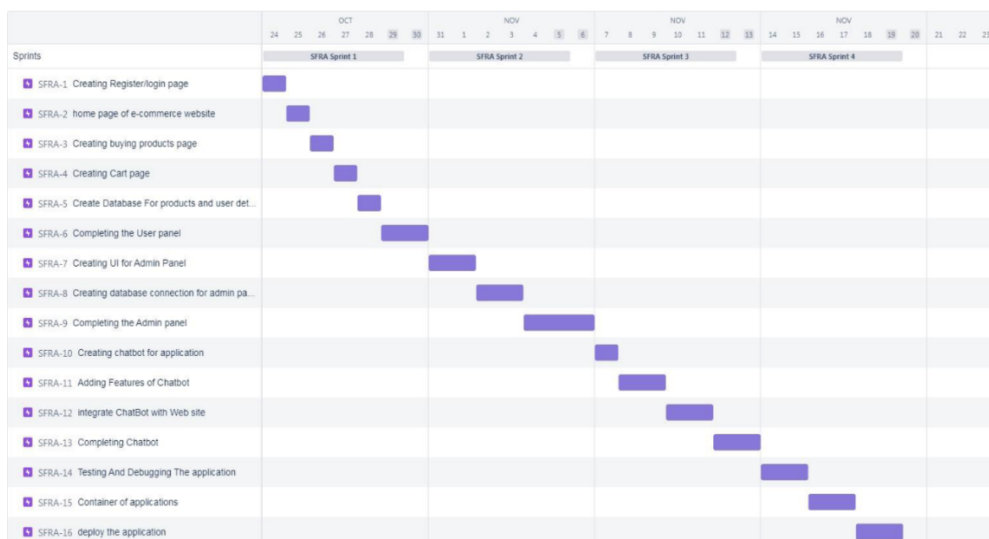 OCT NOV NOV NOV
24 25 26 27 28 29 30 31 1 2 3 4 5 6 7 8 9 10 11 12 13 14 15 16 17 18 19 20 21 22 23
Sprints SFRA Sprint 1 SFRA Sprint 2 SFRA Sprint 3 SFRA Sprint 4
SFRA-1 Creating Register/login page
SFRA-2 home page of e-commerce website
SFRA-3 Creating buying products page
SFRA-4 Creating Cart page
SFRA-5 Create Database For products and user det...
SFRA-6 Completing the User panel
SFRA-7 Creating UI for Admin Panel
SFRA-8 Creating database connection for admin pa...
SFRA-9 Completing the Admin panel
SFRA-10 Creating chatbot for application
SFRA-11 Adding Features of Chatbot
SFRA-12 integrate ChatBot with Web site
SFRA-13 Completing Chatbot
SFRA-14 Testing And Debugging The application
SFRA-15 Container of applications
SFRA-16 deploy the application